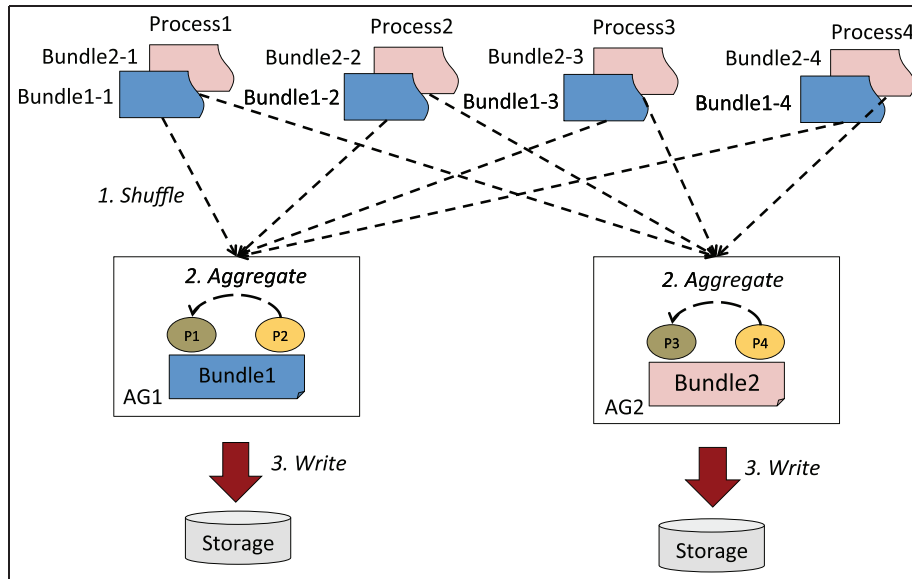 Process1
Process2
Process3
Process4
Bundle2-1
Bundle2-2
Bundle2-3
Bundle2-4
Bundle1-1
Bundle1-2
Bundle1-3
Bundle1-4
1. Shuffle
2. Aggregate
2. Aggregate
P1
P2
P3
P4
Bundle1
Bundle2
AG1
AG2
3. Write
3. Write
Storage
Storage